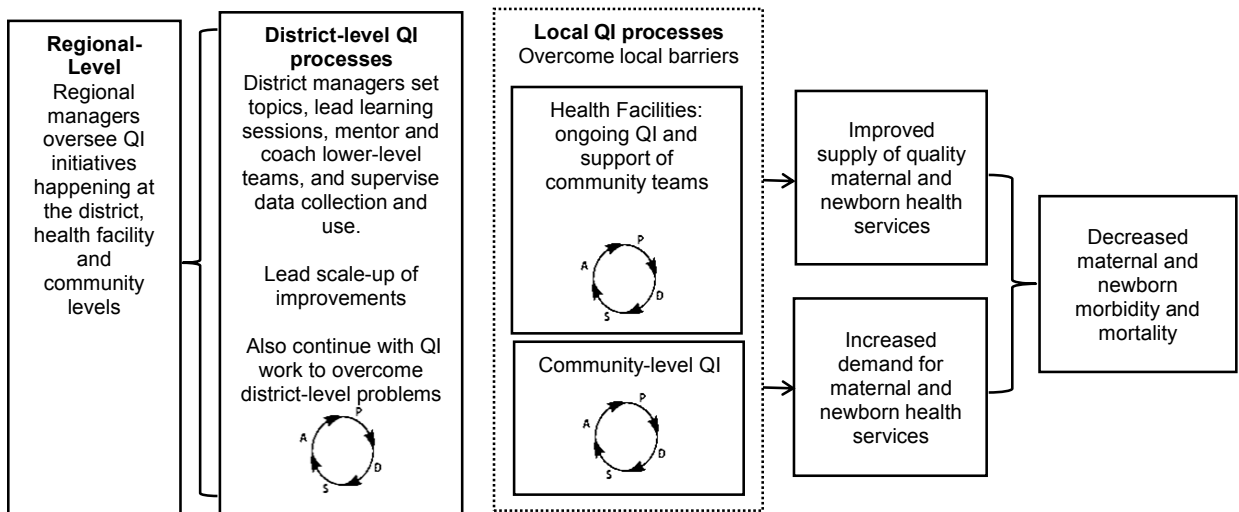 Regional-
Level
Regional
managers
oversee QI
initiatives
happening at
the district,
health facility
and
community
levels
District-level QI
processes
District managers set
topics, lead learning
sessions, mentor and
coach lower-level
teams, and supervise
data collection and
use.
Lead scale-up of
improvements
Also continue with QI
work to overcome
district-level problems
P
A
D
S
Local QI processes
Overcome local barriers
Health Facilities:
ongoing QI and
support of
community teams
P
A
D
S
Community-level QI
P
A
D
S
Improved
supply of quality
maternal and
newborn health
services
Increased
demand for
maternal and
newborn health
services
Decreased
maternal and
newborn
morbidity and
mortality